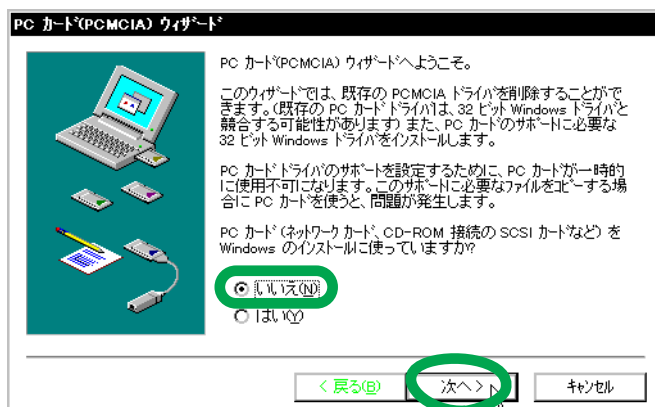 PC カード(PCMCIA) ウィザード
PC カード(PCMCIA) ウィザードへようこそ。
このウィザードでは、既存の PCMCIA ドライバを削除することがで
きます。(既存の PC カード ドライバは、32 ビット Windows ドライバと
競合する可能性があります) また、PC カードのサポートに必要な
32 ビット Windows ドライバをインストールします。
PC カード ドライバのサポートを設定するために、PC カードが一時的
に使用不可になります。このサポートに必要なファイルをコピーする場
合に PC カードを使うと、問題が発生します。
PC カード (ネットワーク カード、CD-ROM 接続の SCSI カードなど) を
Windows のインストールに使っていますか?
いいえ(N)
はい(Y)
< 戻る(B)
次へ >
キャンセル